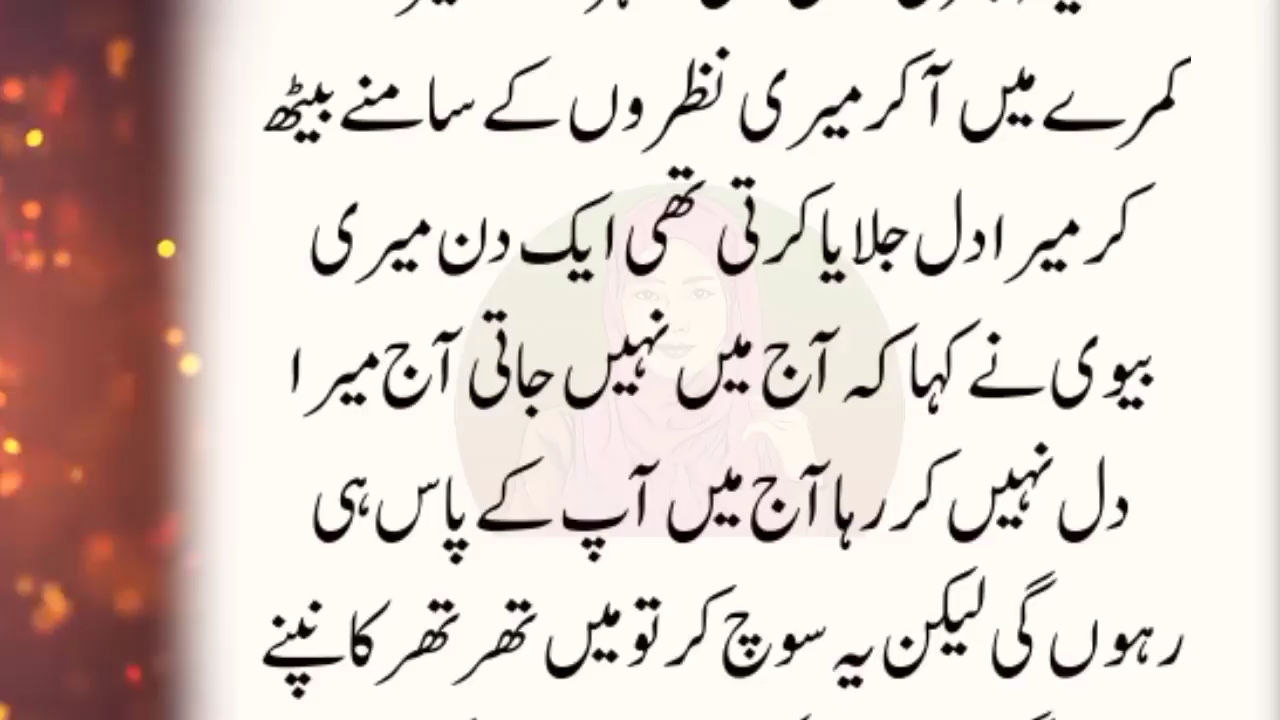 کمرے میں آ کر میری نظروں کے سامنے بیٹھ
کر میرا دل جلایا کرتی تھی ایک دن میری
بیوی نے کہا کہ آج میں نہیں جاتی آج میرا
دل نہیں کر رہا آج میں آپ کے پاس ہی
رہوں گی لیکن یہ سوچ کر تو میں تھر تھر کانپنے